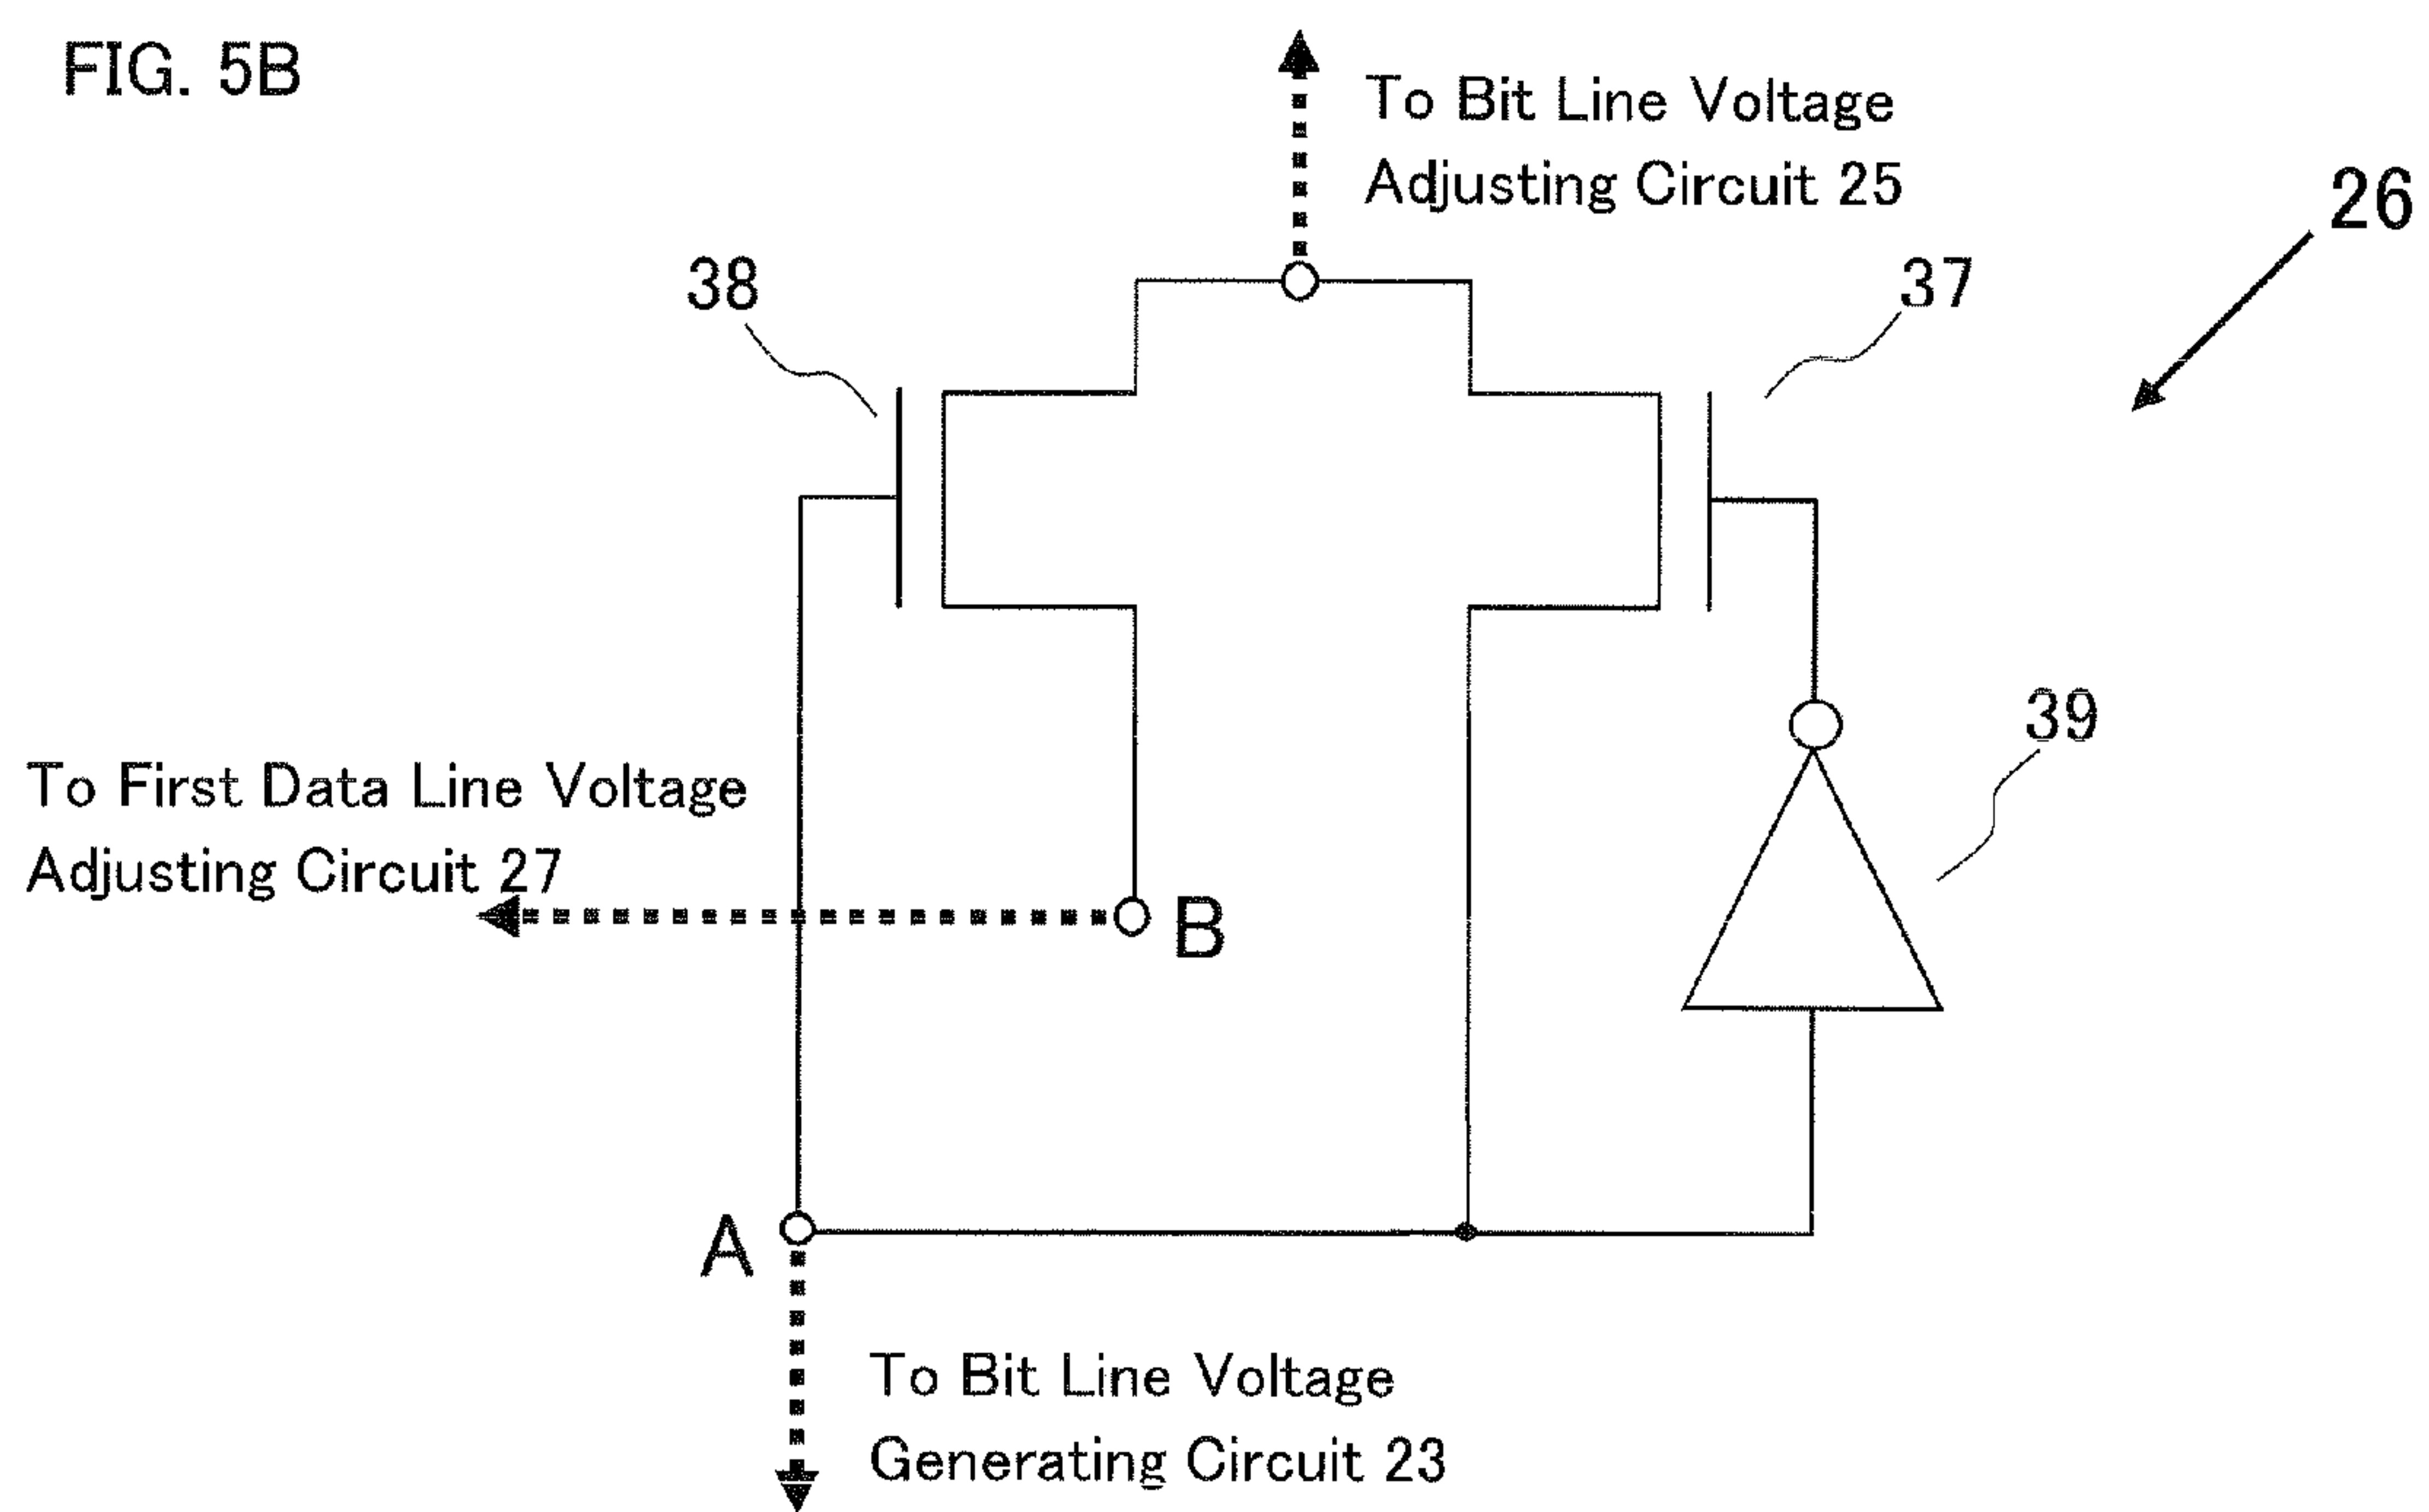 FIG. 5B
To Bit Line Voltage
Adjusting Circuit 25
26
38
37
39
To First Data Line Voltage
Adjusting Circuit 27
B
A
To Bit Line Voltage
Generating Circuit 23